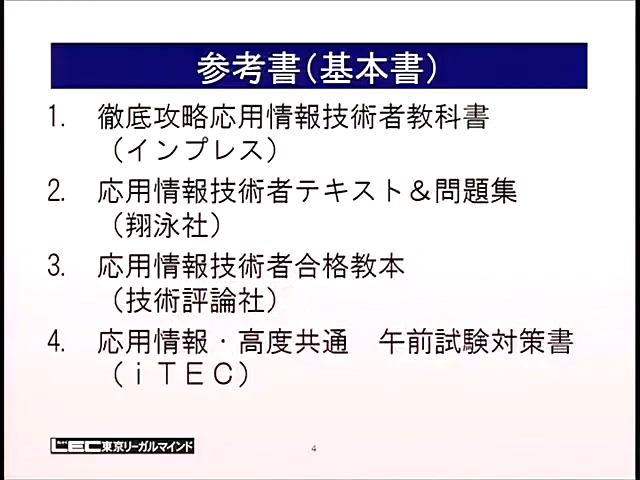 参考書(基本書)
1. 徹底攻略応用情報技術者教科書
(インプレス)
2. 応用情報技術者テキスト&問題集
(翔泳社)
3. 応用情報技術者合格教本
(技術評論社)
4. 応用情報・高度共通 午前試験対策書
(iTEC)
LEC東京リーガルマインド
4